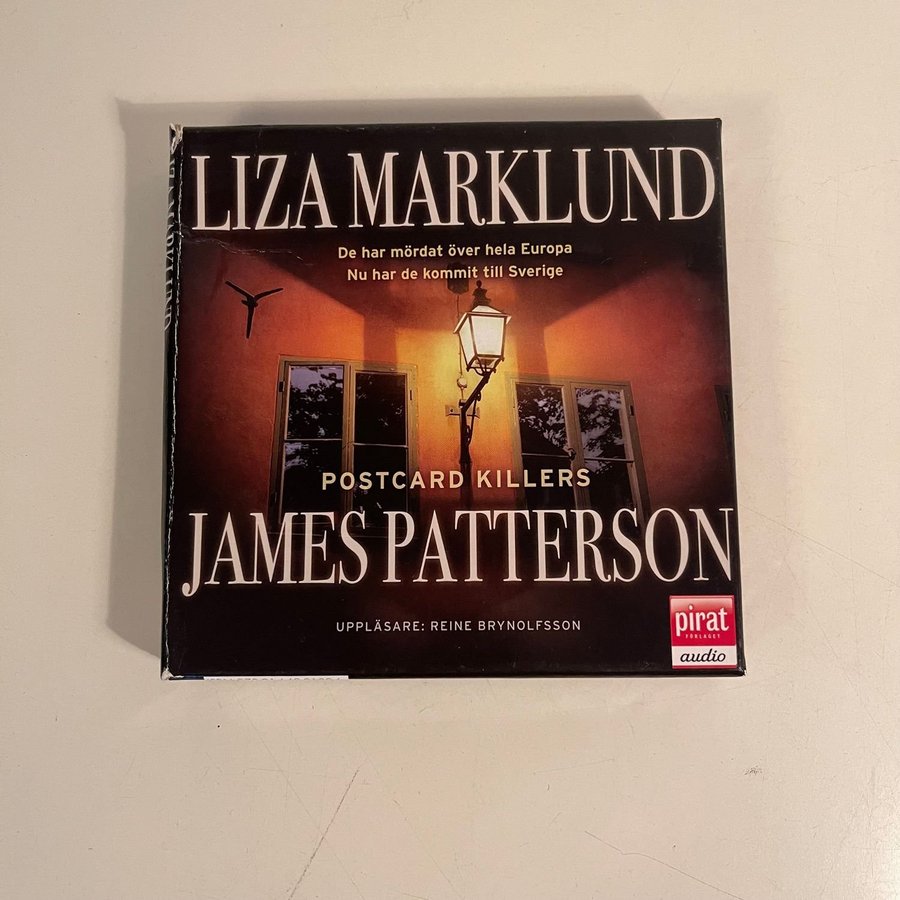 LIZA MARKLUND
De har mördat över hela Europa
Nu har de kommit till Sverige
POSTCARD KILLERS
JAMES PATTERSON
UPPLÄSARE: REINE BRYNOLFSSON
pirat
FÖRLAGET
audio